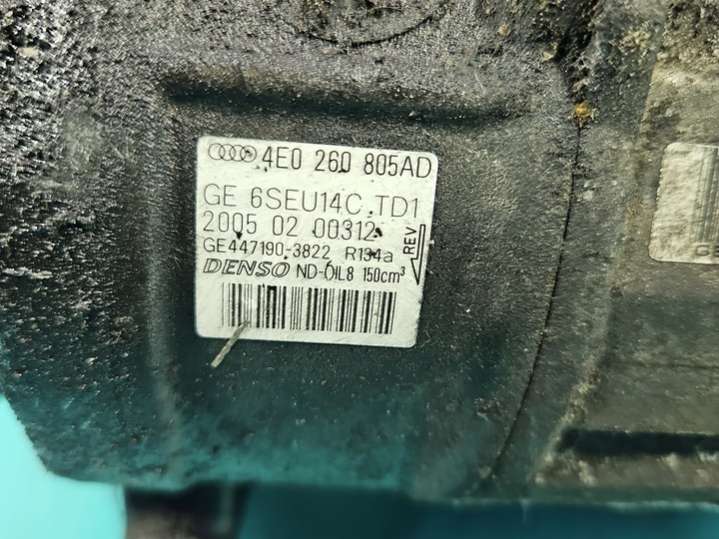 4E0 260 805AD
GE 6SEU14C TD1
2005 02 00312
GE447190-3822 R134a
DENSO ND-OIL8 150cm³
REV